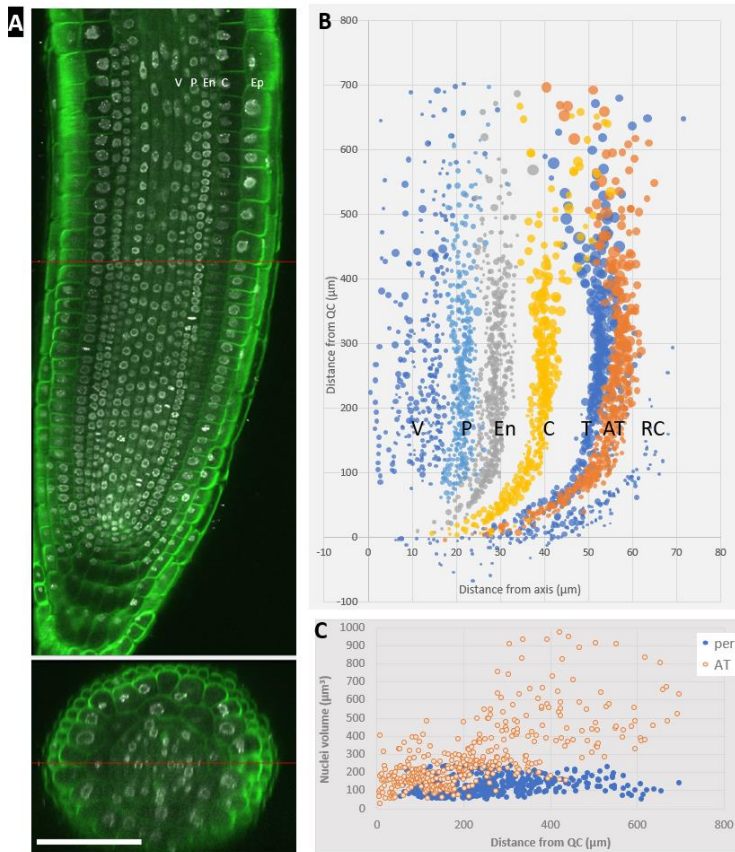 A
V P En C Ep
B
800
700
600
500
400
300
200
100
0
-100
Distance from QC (µm)
V P En C T AT RC
-10 0 10 20 30 40 50 60 70 80
Distance from axis (µm)
C
1000
900
800
700
600
500
400
300
200
100
0
Nuclei volume (µm³)
per
AT
0 200 400 600 800
Distance from QC (µm)